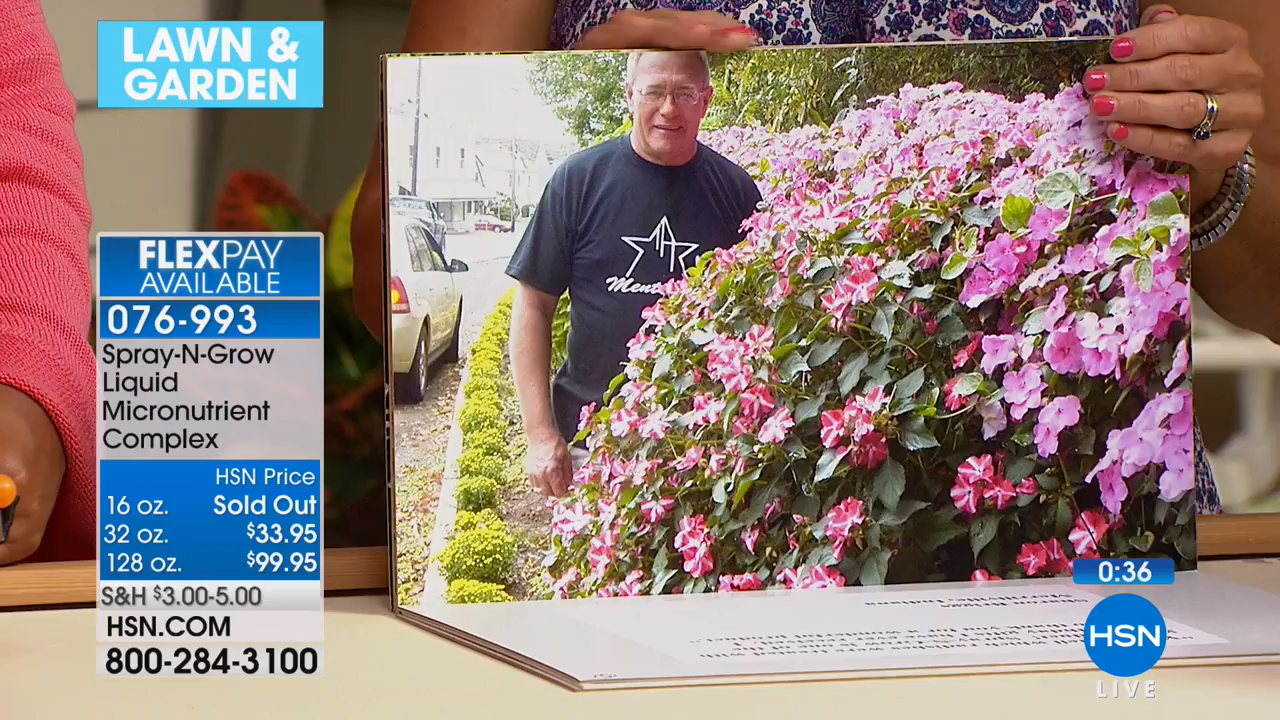 LAWN &
GARDEN
FLEXPAY
AVAILABLE
076-993
Spray-N-Grow
Liquid
Micronutrient
Complex
HSN Price
16 oz. Sold Out
32 oz. $33.95
128 oz. $99.95
S&H $3.00-5.00
HSN.COM
800-284-3100
0:36
HSN
LIVE